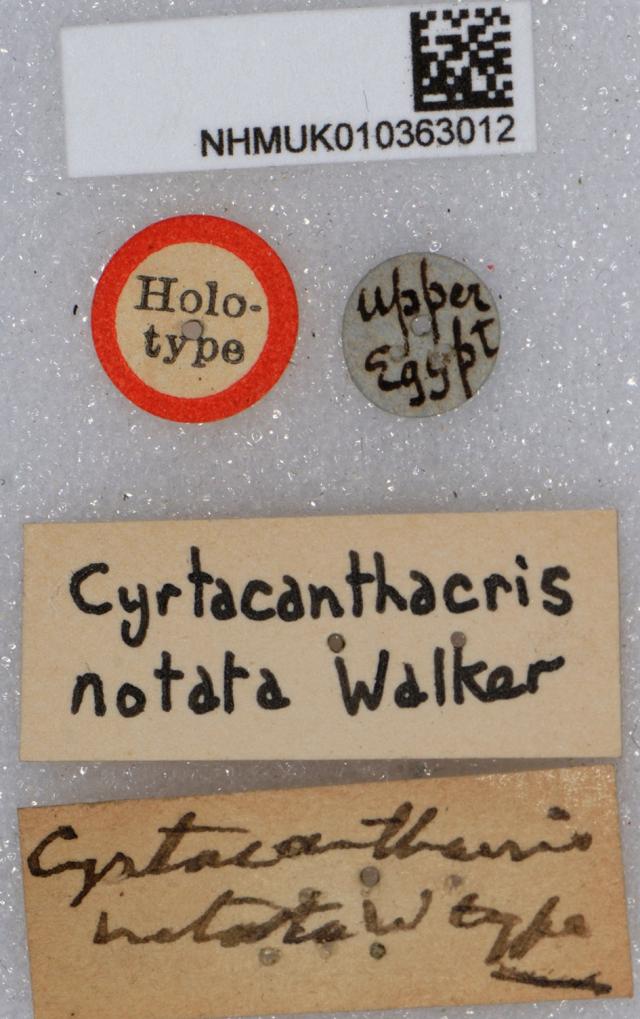 NHMUK010363012
Holo-
type
Upper
Egypt
Cyrtacanthacris
notata Walker
Cyrtacanthacris
notata W type